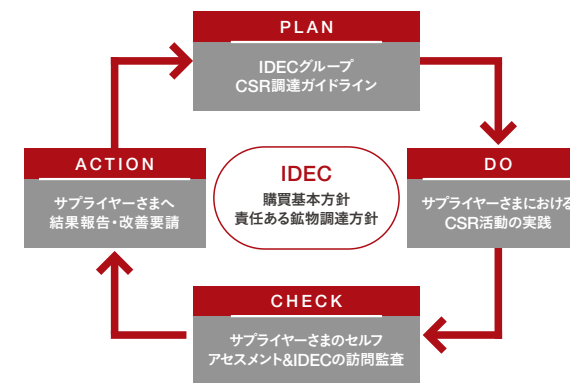 PLAN
IDECグループ
CSR調達ガイドライン
ACTION
サプライヤーさまへ
結果報告・改善要請
IDEC
購買基本方針
責任ある鉱物調達方針
DO
サプライヤーさまにおける
CSR活動の実践
CHECK
サプライヤーさまのセルフ
アセスメント&IDECの訪問監査